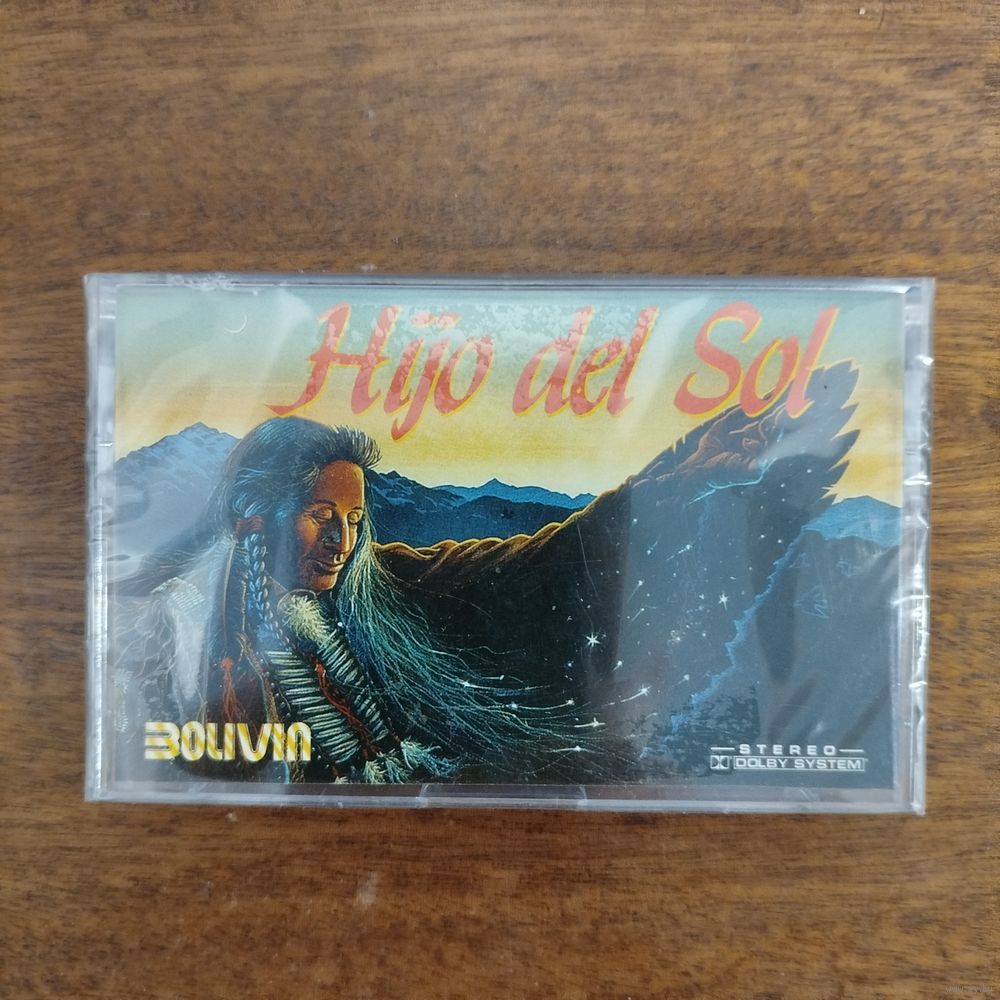 Hijo del Sol
BOLIVIA
STEREO
DOLBY SYSTEM